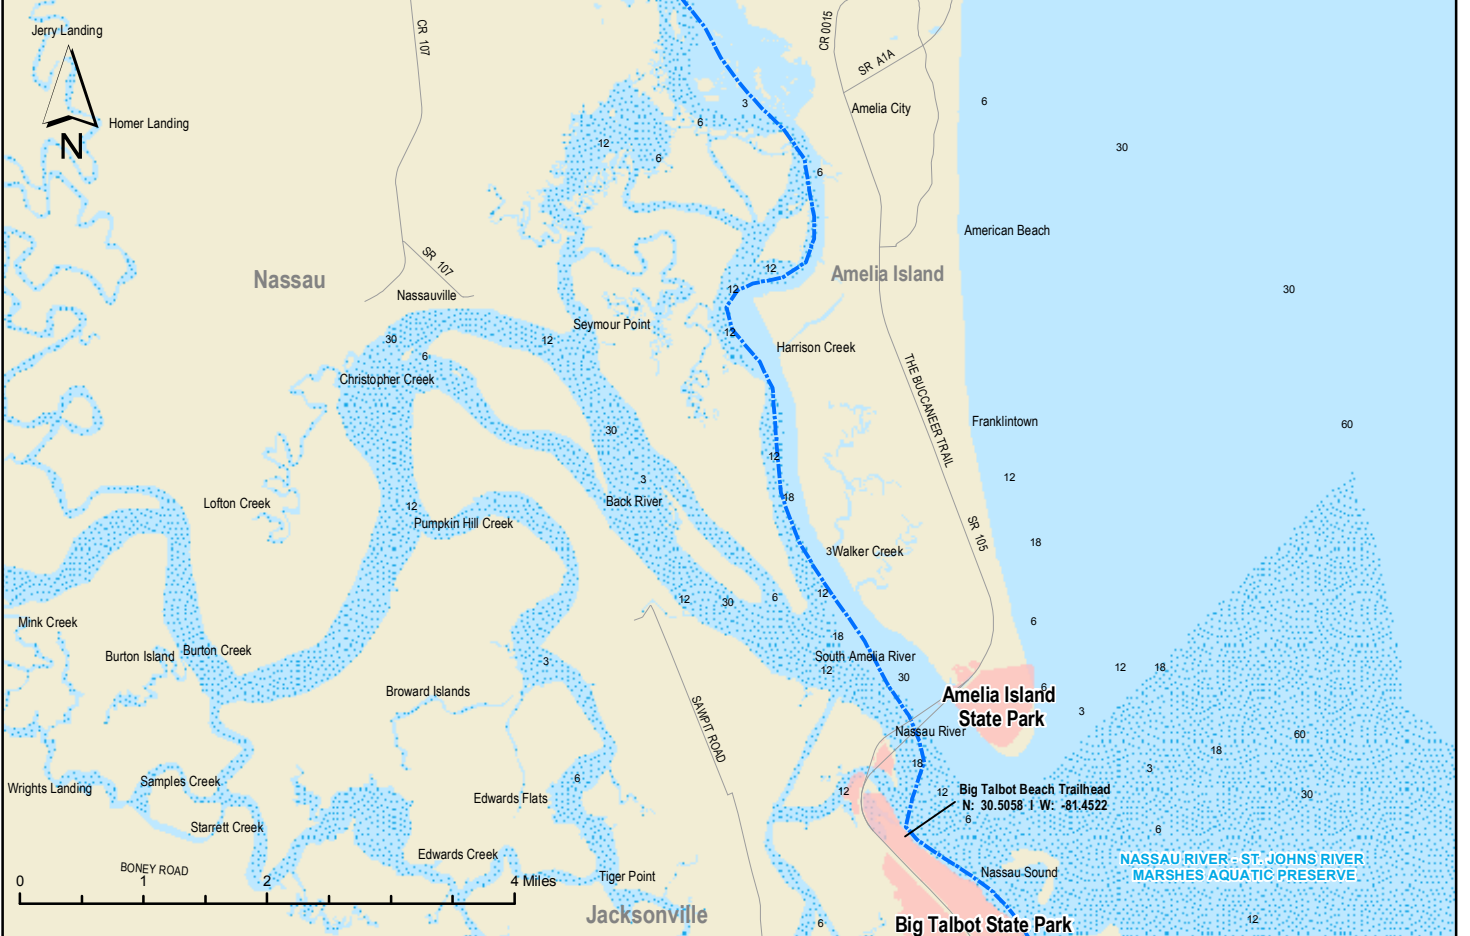 Jerry Landing
CR 107
CR 0015
SR A1A
3
6
Amelia City
6
Homer Landing
N
6
12
6
30
6
American Beach
SR 107
Nassau
12
Amelia Island
Nassauville
12
30
Seymour Point
12
30
12
Harrison Creek
6
THE BUCCANEER TRAIL
Christopher Creek
Franklintown
60
30
12
12
3
18
Lofton Creek
Back River
12
Pumpkin Hill Creek
SR 105
18
3
Walker Creek
12
12
30
6
Mink Creek
6
18
Burton Island
Burton Creek
South Amelia River
3
12
30
12
18
Broward Islands
6
Amelia Island
State Park
3
SAWPIT ROAD
Nassau River
60
18
18
3
6
Wrights Landing
Samples Creek
12
12
Big Talbot Beach Trailhead
N: 30.5058 | W: -81.4522
30
Edwards Flats
6
6
Starrett Creek
Edwards Creek
NASSAU RIVER - ST. JOHNS RIVER
MARSHES AQUATIC PRESERVE
BONEY ROAD
Tiger Point
Nassau Sound
0
1
2
4 Miles
Jacksonville
6
Big Talbot State Park
12